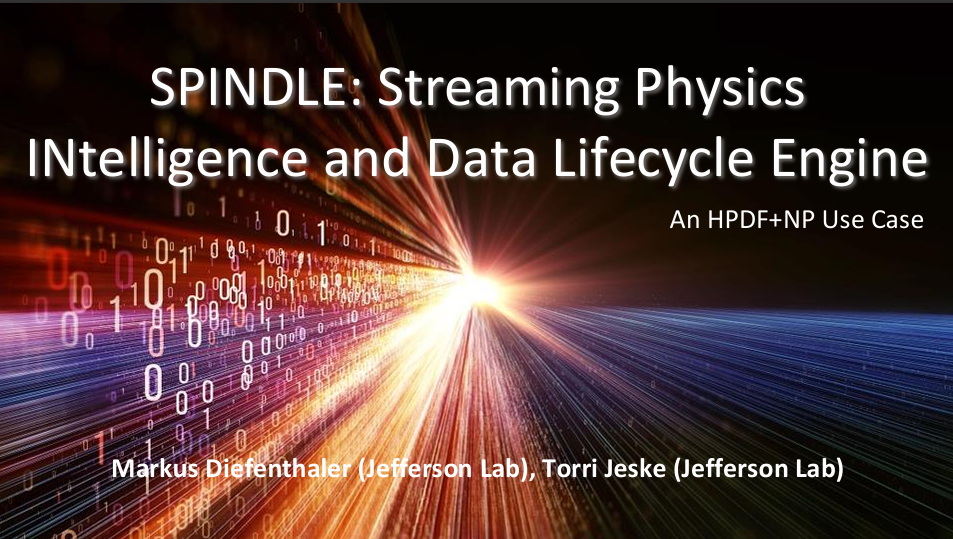 SPINDLE: Streaming Physics
INtelligence and Data Lifecycle Engine
An HPDF+NP Use Case
Markus Diefenthaler (Jefferson Lab), Torri Jeske (Jefferson Lab)